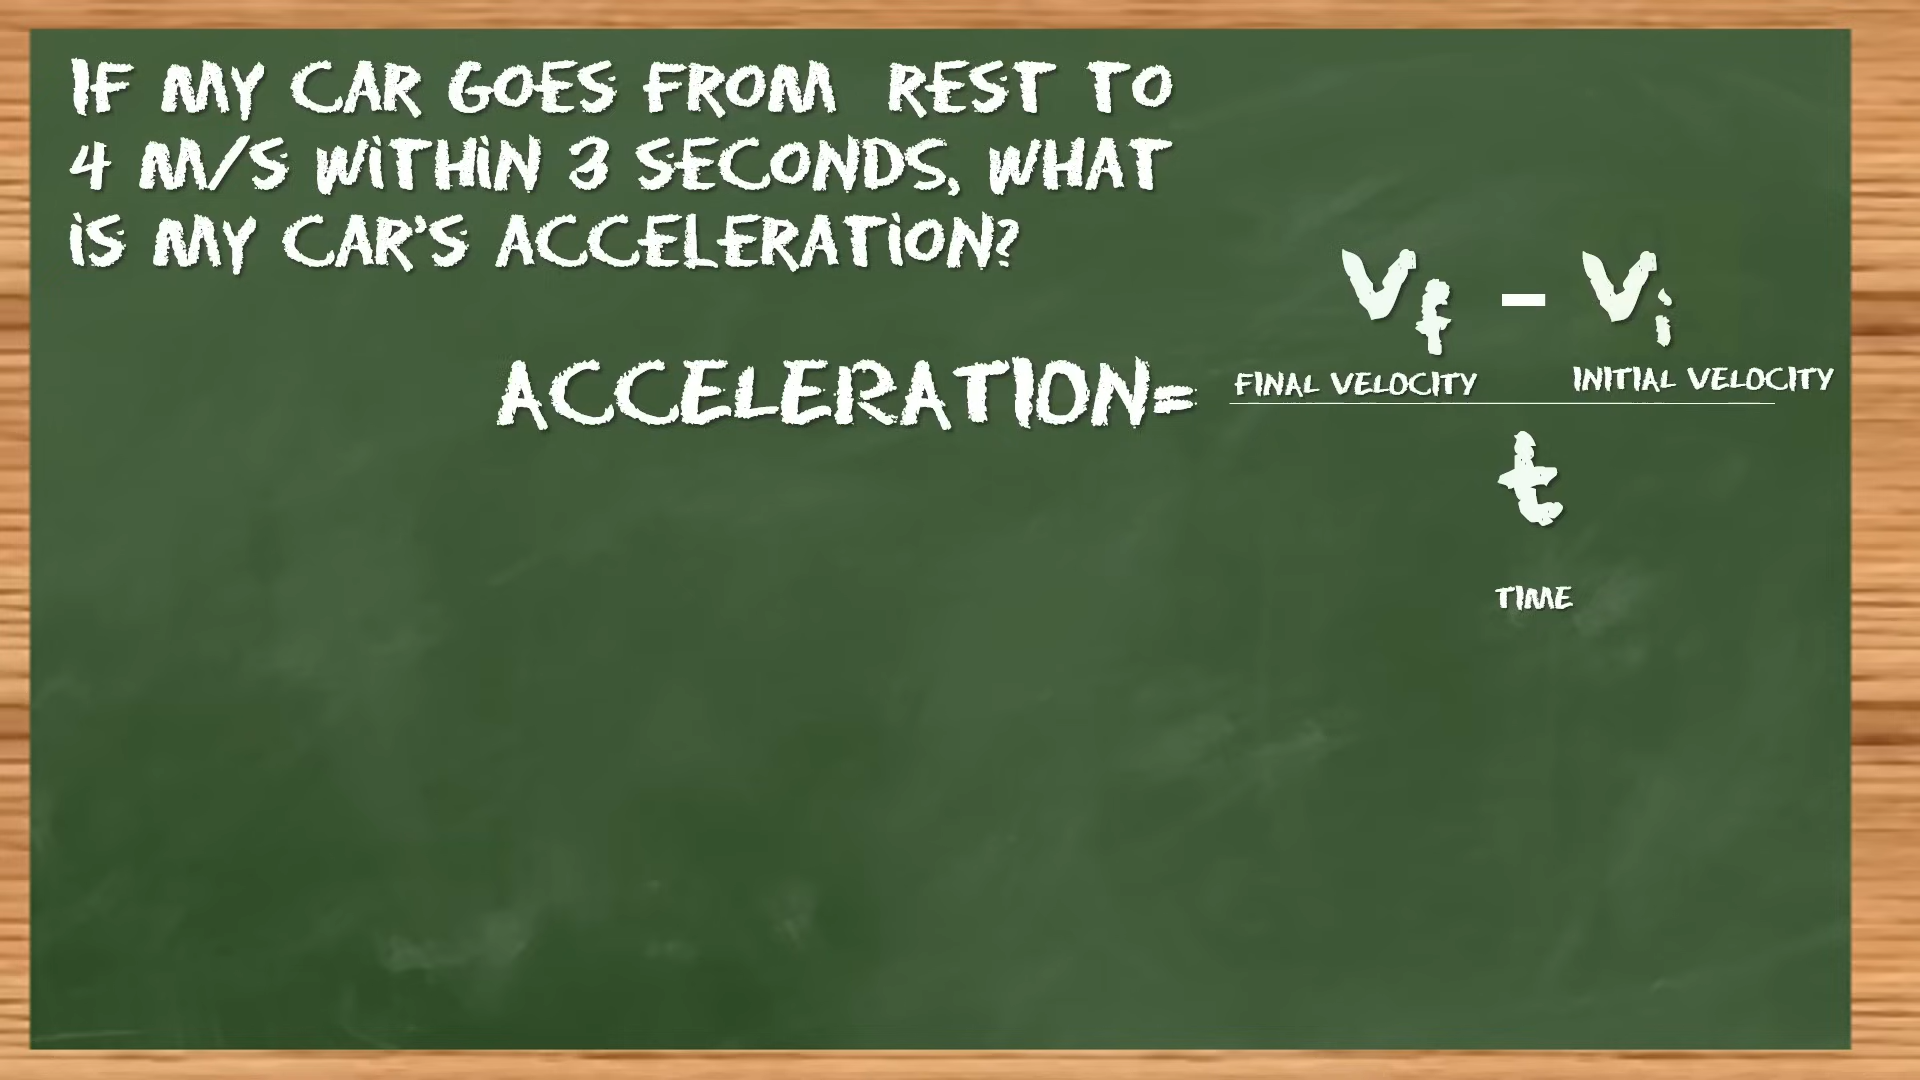 IF MY CAR GOES FROM REST TO
4 M/S WITHIN 3 SECONDS, WHAT
IS MY CAR'S ACCELERATION?
Vf - Vi
FINAL VELOCITY INITIAL VELOCITY
ACCELERATION=
t
TIME